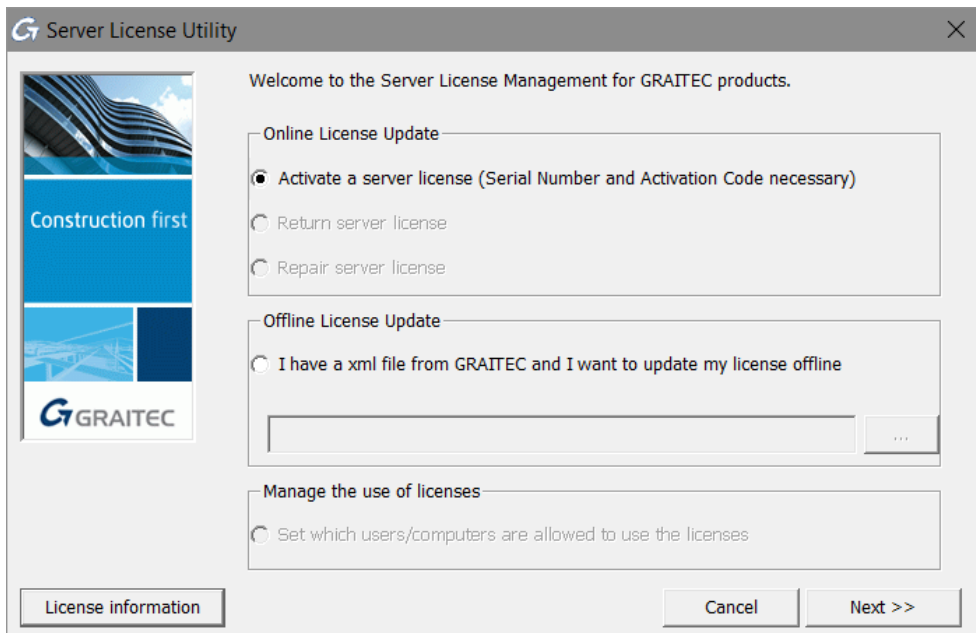 Server License Utility
Welcome to the Server License Management for GRAITEC products.
Online License Update
Activate a server license (Serial Number and Activation Code necessary)
Return server license
Repair server license
Construction first
Offline License Update
I have a xml file from GRAITEC and I want to update my license offline
...
GRAITEC
Manage the use of licenses
Set which users/computers are allowed to use the licenses
License information
Cancel
Next >>